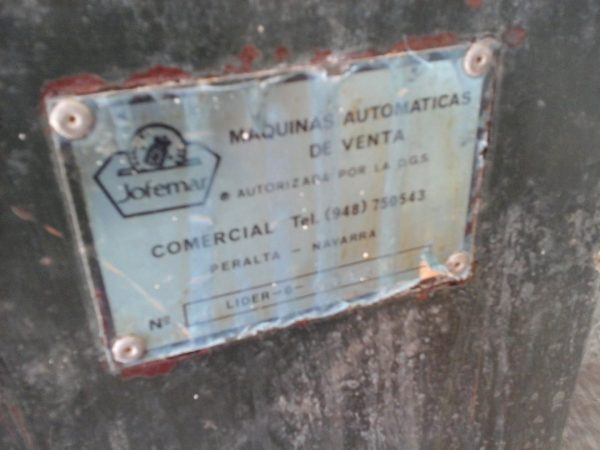 Jofemar
MAQUINAS AUTOMATICAS
DE VENTA
AUTORIZADA POR LA D.G.S.
COMERCIAL Tel. (948) 750543
PERALTA - NAVARRA
Nº LIDER-6-